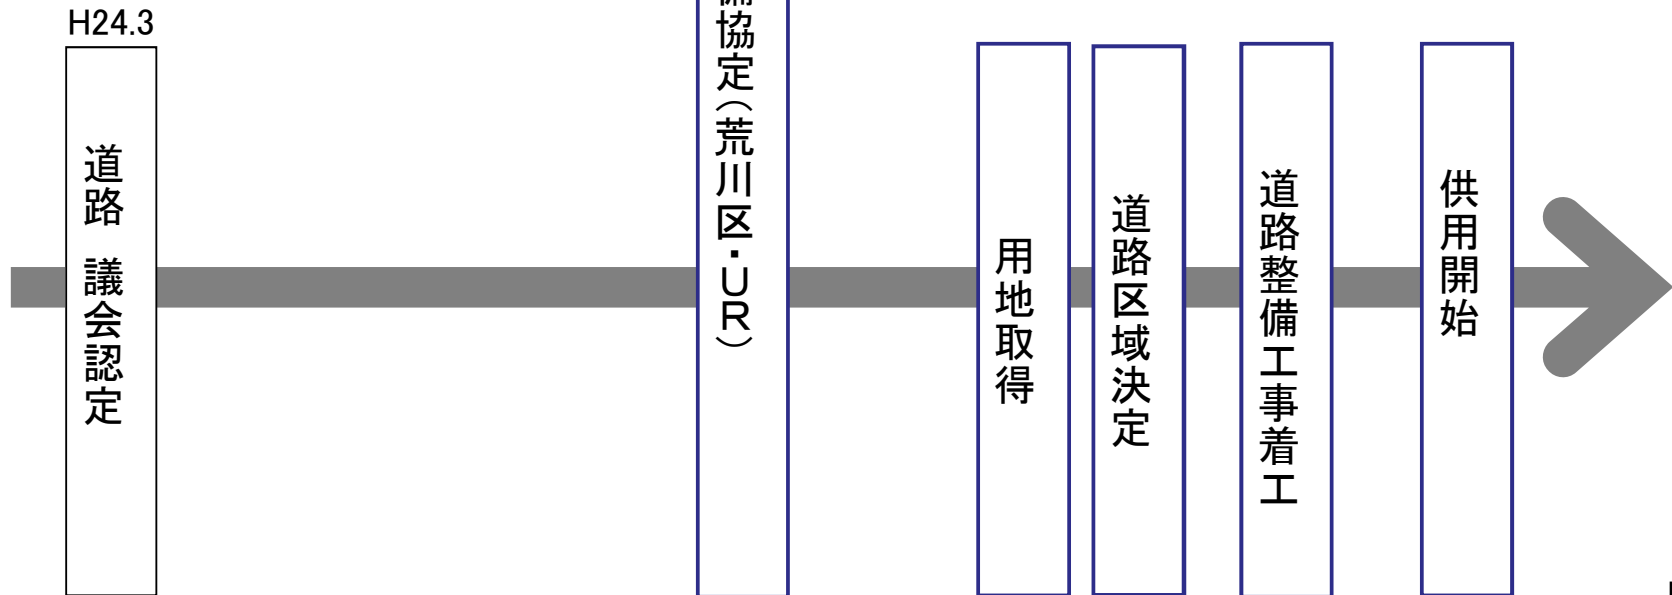 H24.3
道路 議会認定
協定（荒川区・ＵＲ）
用地取得
道路区域決定
道路整備工事着工
供用開始